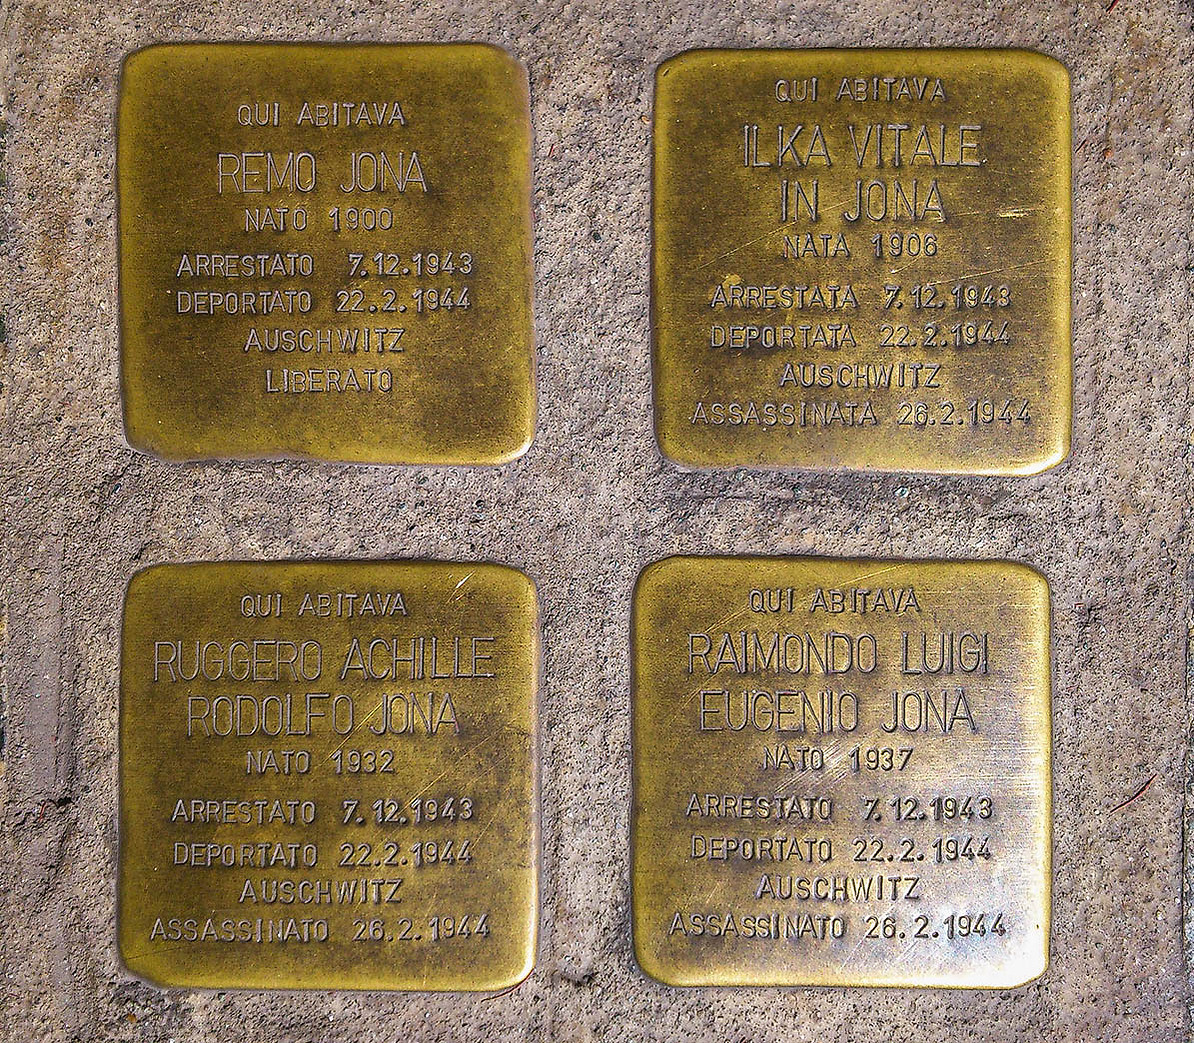 QUI ABITAVA
REMO JONA
NATO 1900
ARRESTATO 7.12.1943
DEPORTATO 22.2.1944
AUSCHWITZ
LIBERATO
QUI ABITAVA
ILKA VITALE
IN JONA
NATA 1906
ARRESTATA 7.12.1943
DEPORTATA 22.2.1944
AUSCHWITZ
ASSASSINATA 26.2.1944
QUI ABITAVA
RUGGERO ACHILLE
RODOLFO JONA
NATO 1932
ARRESTATO 7.12.1943
DEPORTATO 22.2.1944
AUSCHWITZ
ASSASSINATO 26.2.1944
QUI ABITAVA
RAIMONDO LUIGI
EUGENIO JONA
NATO 1937
ARRESTATO 7.12.1943
DEPORTATO 22.2.1944
AUSCHWITZ
ASSASSINATO 26.2.1944